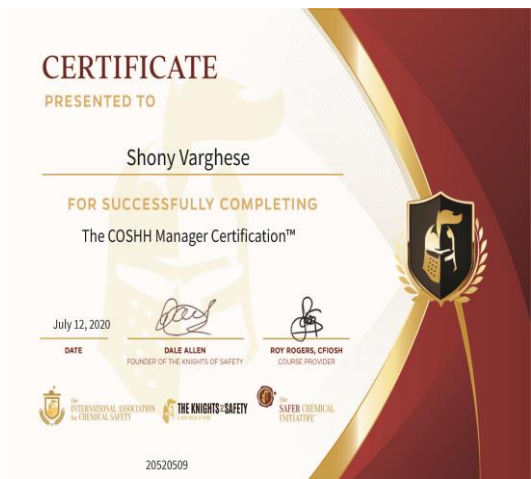 CERTIFICATE
PRESENTED TO
Shony Varghese
FOR SUCCESSFULLY COMPLETING
The COSHH Manager Certification™
July 12, 2020
DATE
DALE ALLEN
FOUNDER OF THE KNIGHTS OF SAFETY
ROY ROGERS, CFIOSH
COURSE PROVIDER
the
INTERNATIONAL ASSOCIATION
for CHEMICAL SAFETY
THE KNIGHTS OF SAFETY
the
SAFER CHEMICAL
INITIATIVE
20520509